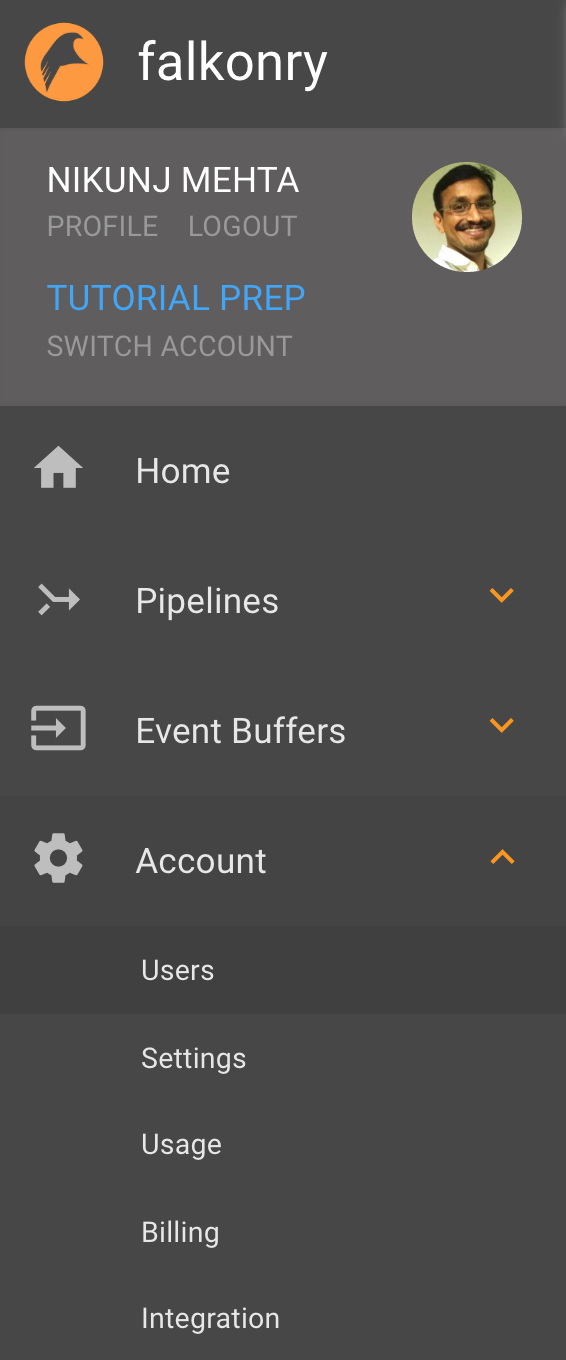 falkonry
NIKUNJ MEHTA
PROFILE LOGOUT
TUTORIAL PREP
SWITCH ACCOUNT
Home
Pipelines
Event Buffers
Account
Users
Settings
Usage
Billing
Integration